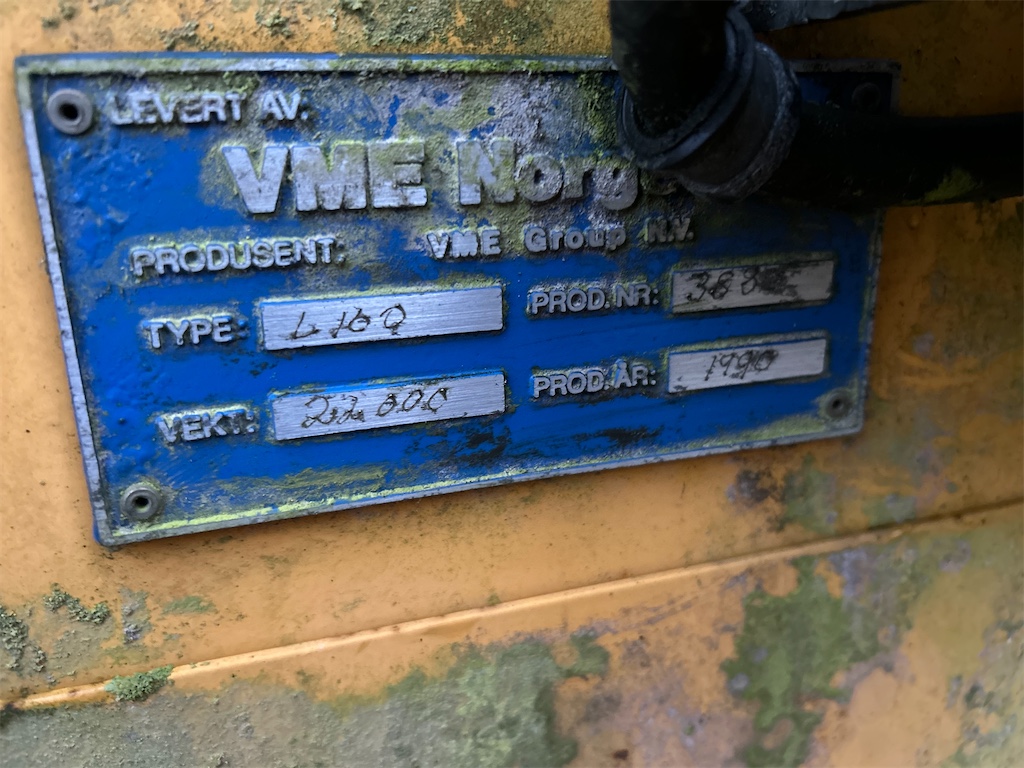 LEVERT AV:
VME Norge
PRODUSENT: VME Group N.V.
TYPE: L160 PROD. NR:
VEKT: 22000 PROD. ÅR: 1990